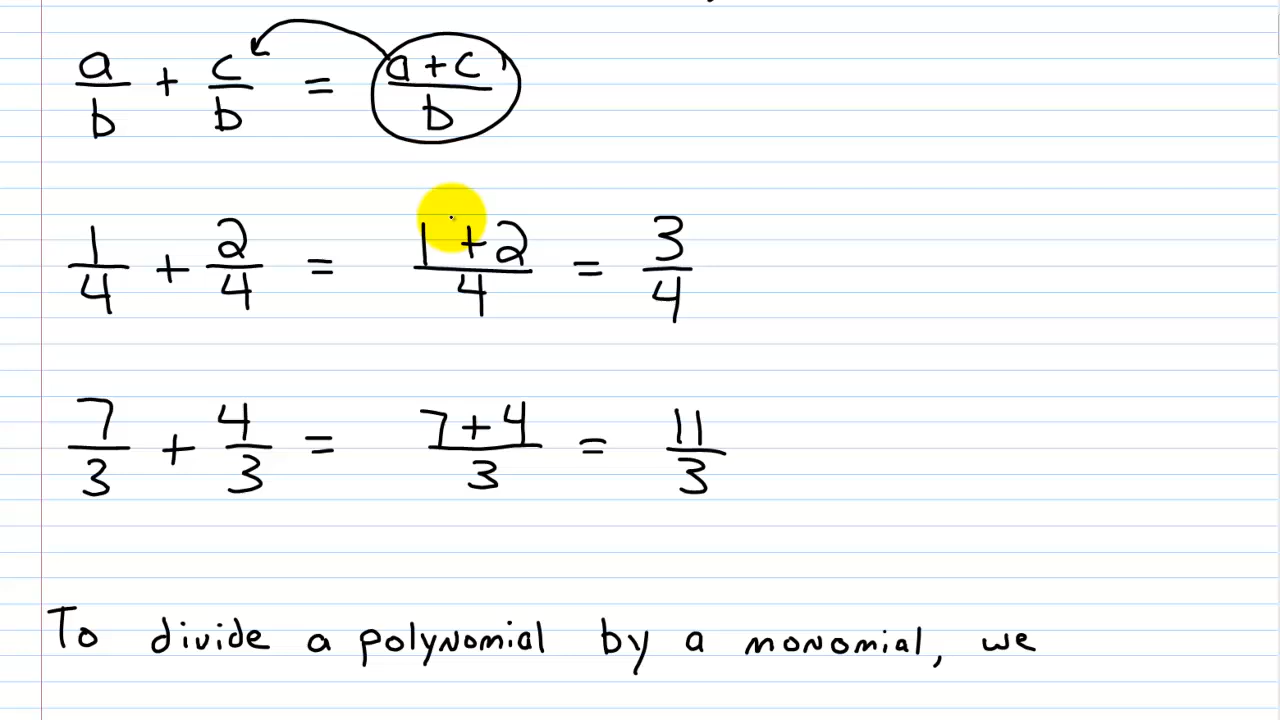 a/b + c/b = a+c/b
1/4 + 2/4 = 1+2/4 = 3/4
7/3 + 4/3 = 7+4/3 = 11/3
To divide a polynomial by a monomial, we